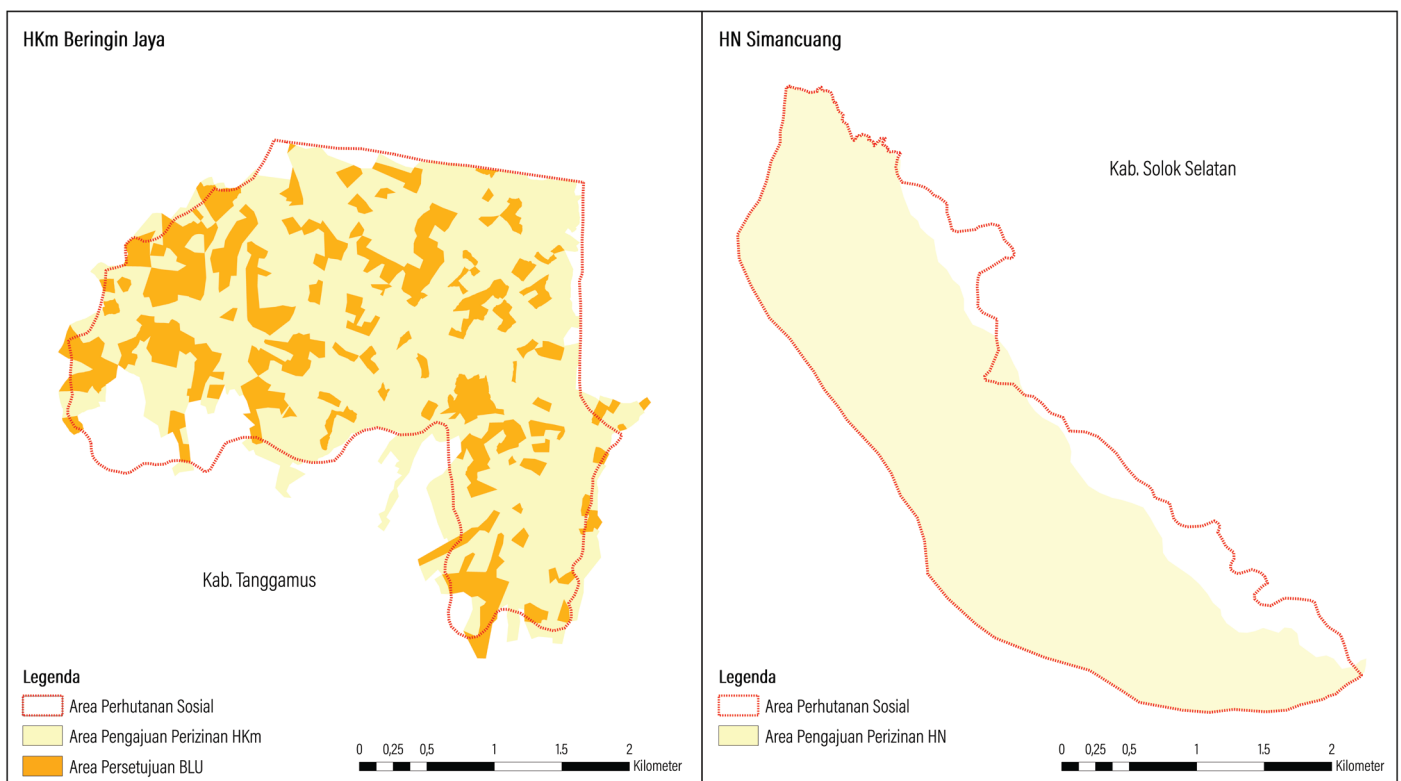 HKm Beringin Jaya
Kab. Tanggamus
Legenda
Area Perhutanan Sosial
Area Pengajuan Perizinan HKm
Area Persetujuan BLU
0 0,25 0,5 1 1.5 2
Kilometer
HN Simancuang
Kab. Solok Selatan
Legenda
Area Perhutanan Sosial
Area Pengajuan Perizinan HN
0 0,25 0,5 1 1.5 2
Kilometer